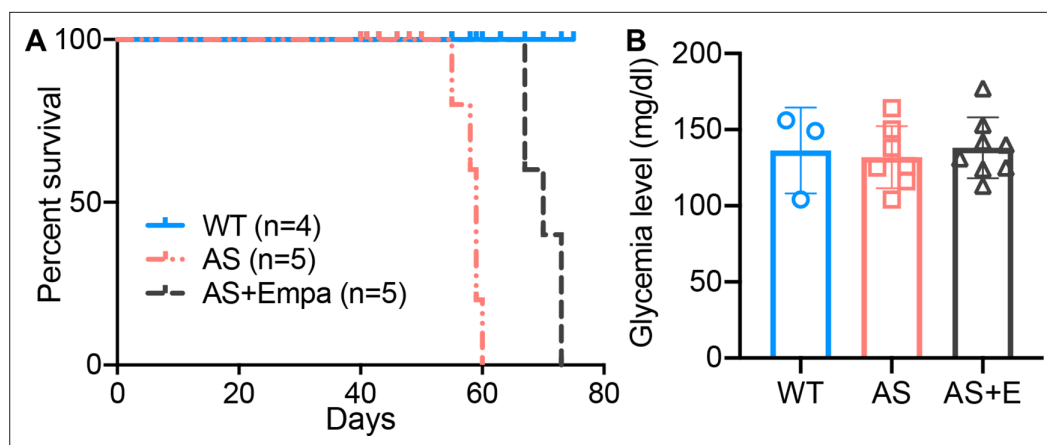 A
Percent survival
100
50
0
WT (n=4)
AS (n=5)
AS+Empa (n=5)
0 20 40 60 80
Days
B
Glycemia level (mg/dl)
200
150
100
50
0
WT AS AS+E